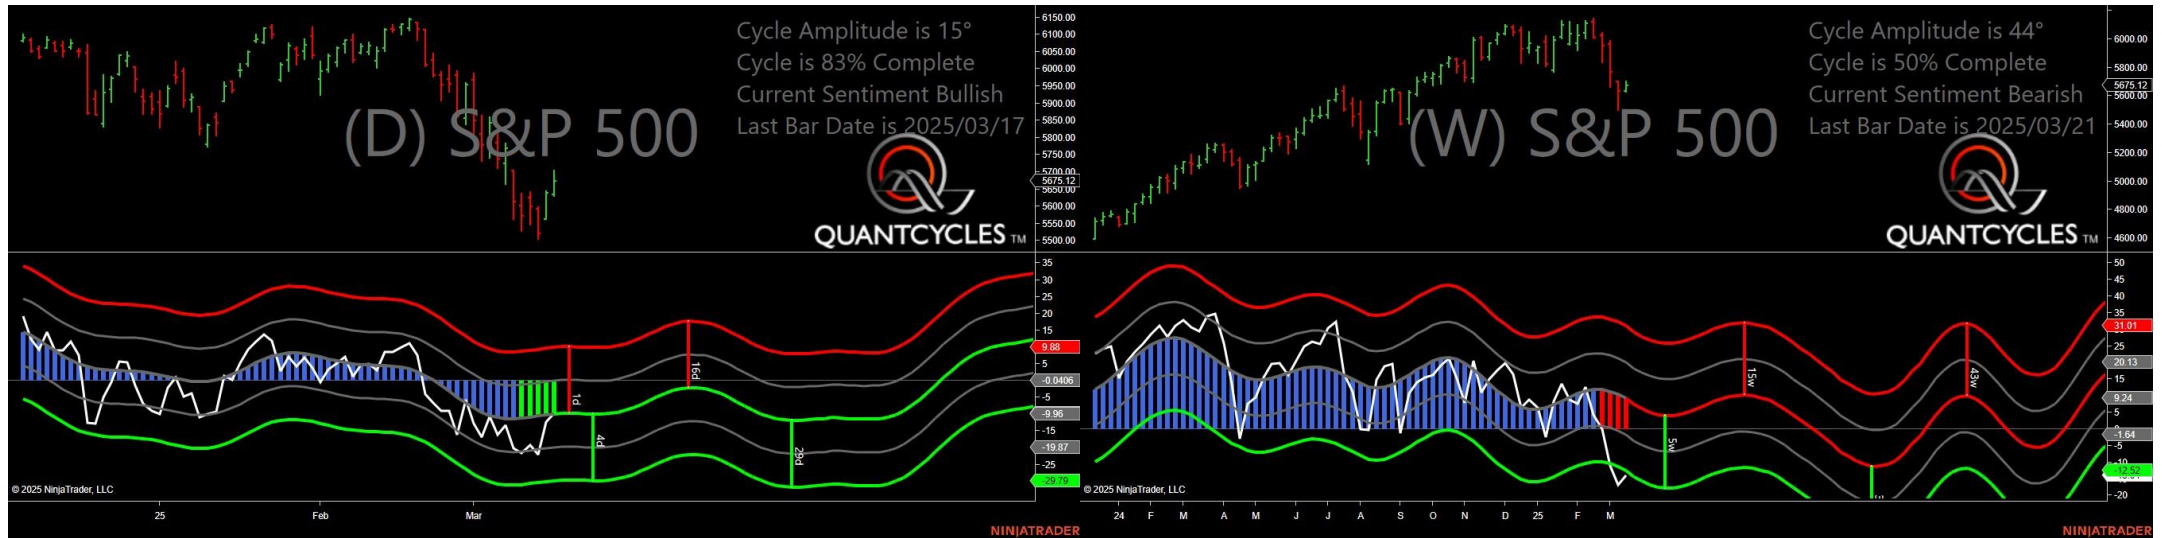 Cycle Amplitude is 15°
Cycle is 83% Complete
Current Sentiment Bullish
Last Bar Date is 2025/03/17
(D) S&P 500
QUANTCYCLES TM
6150.00
6100.00
6050.00
6000.00
5950.00
5900.00
5850.00
5800.00
5750.00
5700.00
5675.12
5650.00
5600.00
5550.00
5500.00
35
30
25
20
15
9.88
5
-0.0406
-5
-9.96
-15
-19.87
-25
-29.79
1d
4d
16d
29d
© 2025 NinjaTrader, LLC
25 Feb Mar
NINJATRADER
Cycle Amplitude is 44°
Cycle is 50% Complete
Current Sentiment Bearish
Last Bar Date is 2025/03/21
(W) S&P 500
QUANTCYCLES TM
6000.00
5800.00
5675.12
5600.00
5400.00
5200.00
5000.00
4800.00
4600.00
50
45
40
35
31.01
25
20.13
15
9.24
5
-1.64
-5
-10
-12.52
-20
5w
15w
43w
© 2025 NinjaTrader, LLC
24 F M A M J J A S O N D 25 F M
NINJATRADER